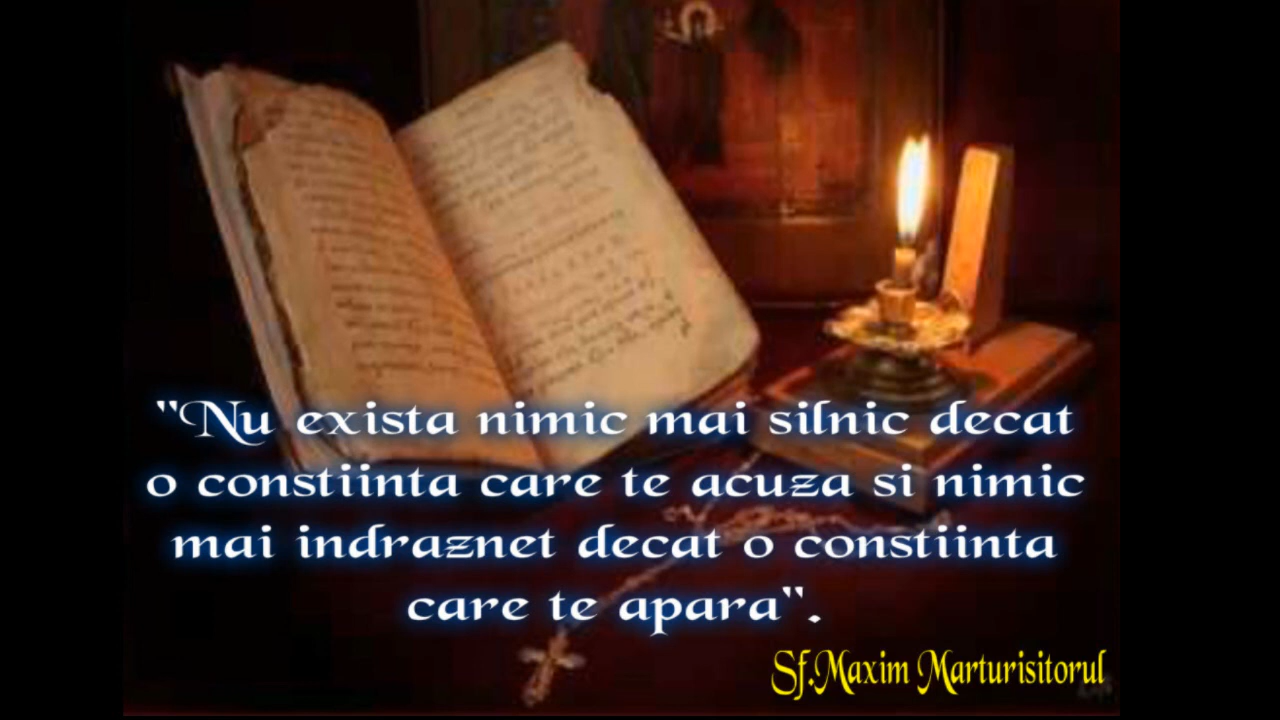 "Nu exista nimic mai silnic decat
o constiinta care te acuza si nimic
mai indraznet decat o constiinta
care te apara".
Sf.Maxim Marturisitorul